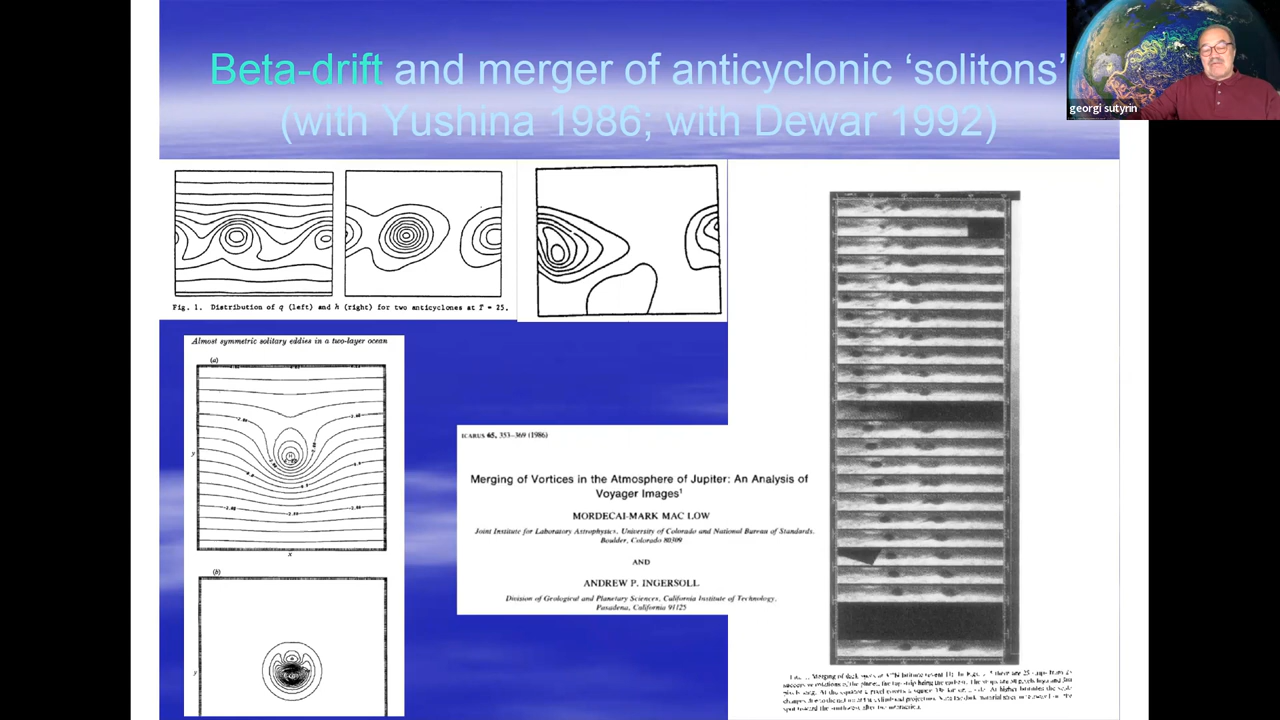 Beta-drift and merger of anticyclonic ‘solitons’
(with Yushina 1986; with Dewar 1992)
georgi sutyrin
Fig. 1. Distribution of q (left) and h (right) for two anticyclones at T = 25.
Almost symmetric solitary eddies in a two-layer ocean
(a)
y
x
(b)
y
ICARUS 65, 353–369 (1986)
Merging of Vortices in the Atmosphere of Jupiter: An Analysis of
Voyager Images¹
MORDECAI-MARK MAC LOW
Joint Institute for Laboratory Astrophysics, University of Colorado and National Bureau of Standards,
Boulder, Colorado 80309
AND
ANDREW P. INGERSOLL
Division of Geological and Planetary Sciences, California Institute of Technology,
Pasadena, California 91125